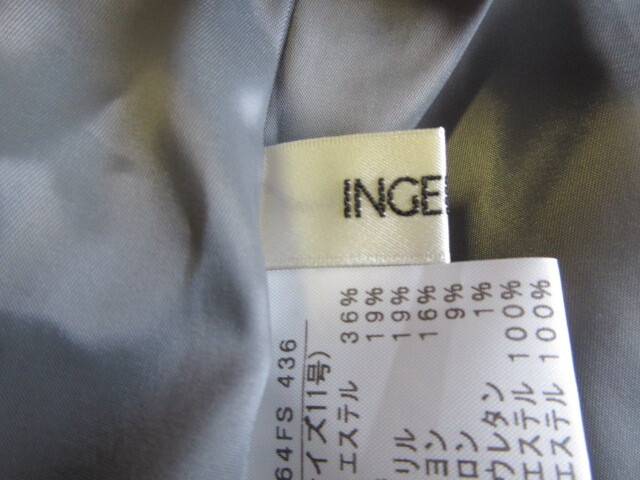 INGE
64FS 436
イズ11号)
エステル 36%
19%
リル 19%
ヨン 16%
ロン 9%
ウレタン 1%
エステル 100%
エステル 100%